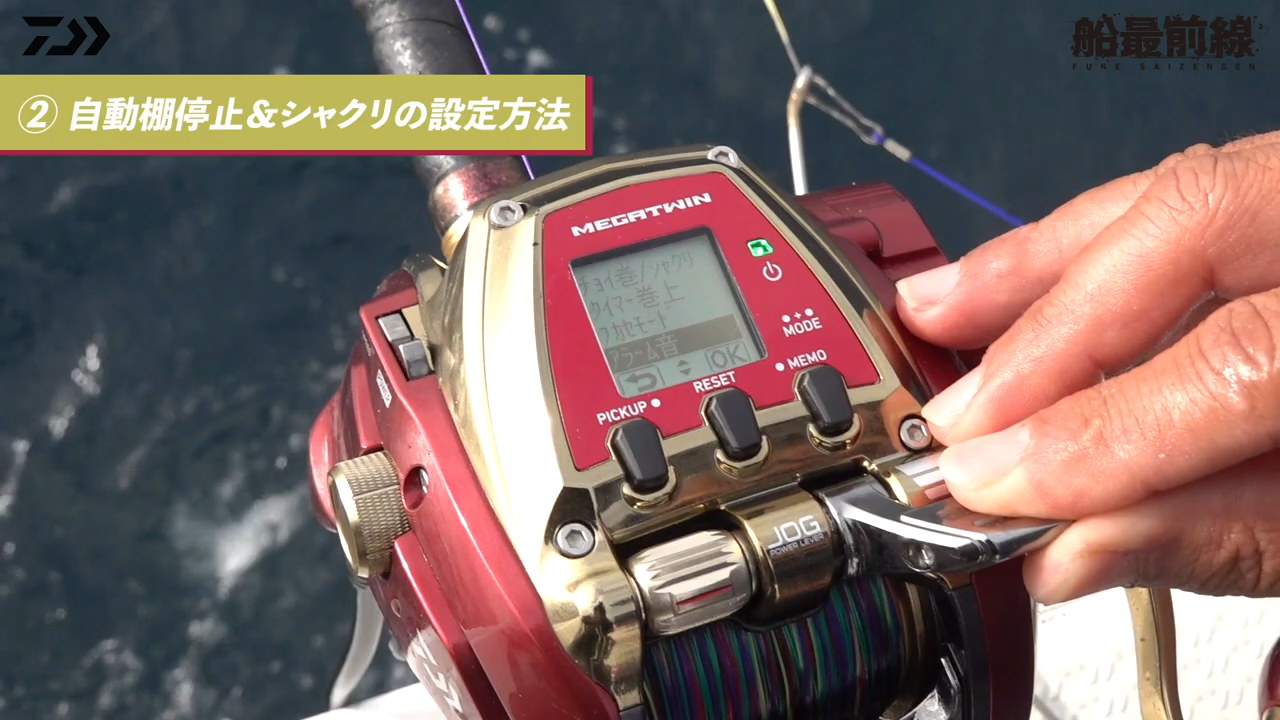 船最前線
FUNE SAIZENSEN
② 自動棚停止&シャクリの設定方法
MEGATWIN
チョイ巻/シャクリ
タイマー巻上
フカセモード
アラーム音
OK
MODE
MEMO
RESET
PICKUP
JOG
POWER LEVER